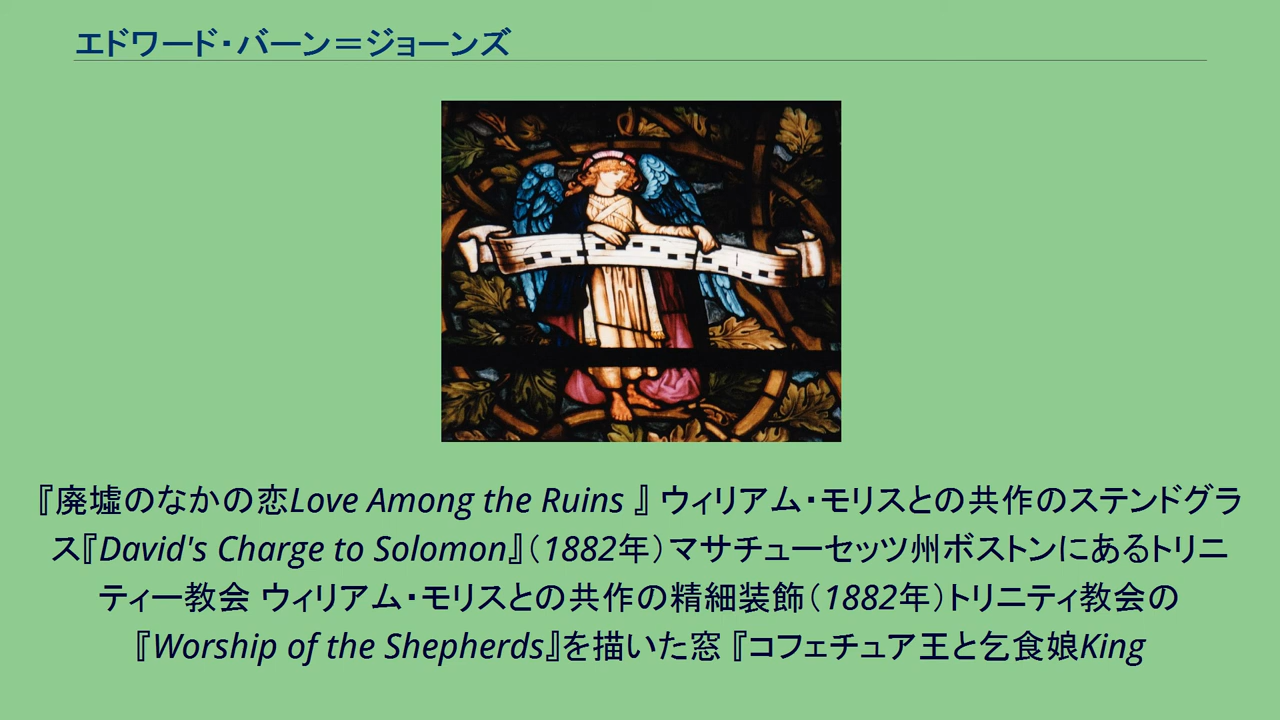 エドワード・バーン＝ジョーンズ
『廃墟のなかの恋Love Among the Ruins 』 ウィリアム・モリスとの共作のステンドグラ
ス『David's Charge to Solomon』（1882年）マサチューセッツ州ボストンにあるトリニ
ティー教会 ウィリアム・モリスとの共作の精細装飾（1882年）トリニティ教会の
『Worship of the Shepherds』を描いた窓 『コフェチュア王と乞食娘King